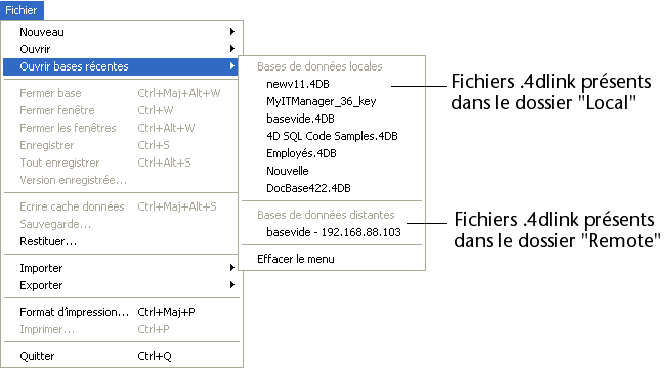 Fichier
Nouveau
Ouvrir
Ouvrir bases récentes
Fermer base Ctrl+Maj+Alt+W
Fermer fenêtre Ctrl+W
Fermer les fenêtres Ctrl+Alt+W
Enregistrer Ctrl+S
Tout enregistrer Ctrl+Alt+S
Version enregistrée...
Ecrire cache données Ctrl+Maj+Alt+S
Sauvegarde...
Restituer...
Importer
Exporter
Format d'impression... Ctrl+Maj+P
Imprimer... Ctrl+P
Quitter Ctrl+Q
Bases de données locales
newv11.4DB
MyITManager_36_key
basevide.4DB
4D SQL Code Samples.4DB
Employés.4DB
Nouvelle
DocBase422.4DB
Bases de données distantes
basevide - 192.168.88.103
Effacer le menu
Fichiers .4dlink présents
dans le dossier "Local"
Fichiers .4dlink présents
dans le dossier "Remote"